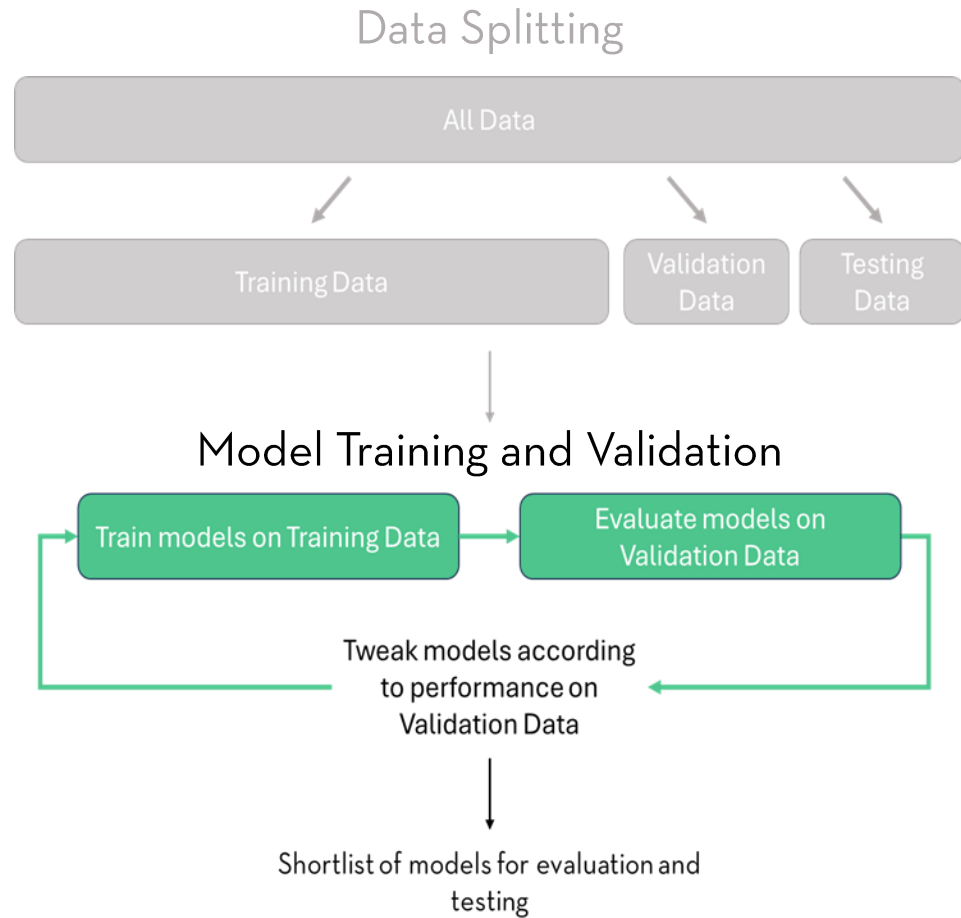 Data Splitting
All Data
Training Data
Validation
Data
Testing
Data
Model Training and Validation
Train models on Training Data
Evaluate models on
Validation Data
Tweak models according
to performance on
Validation Data
Shortlist of models for evaluation and
testing